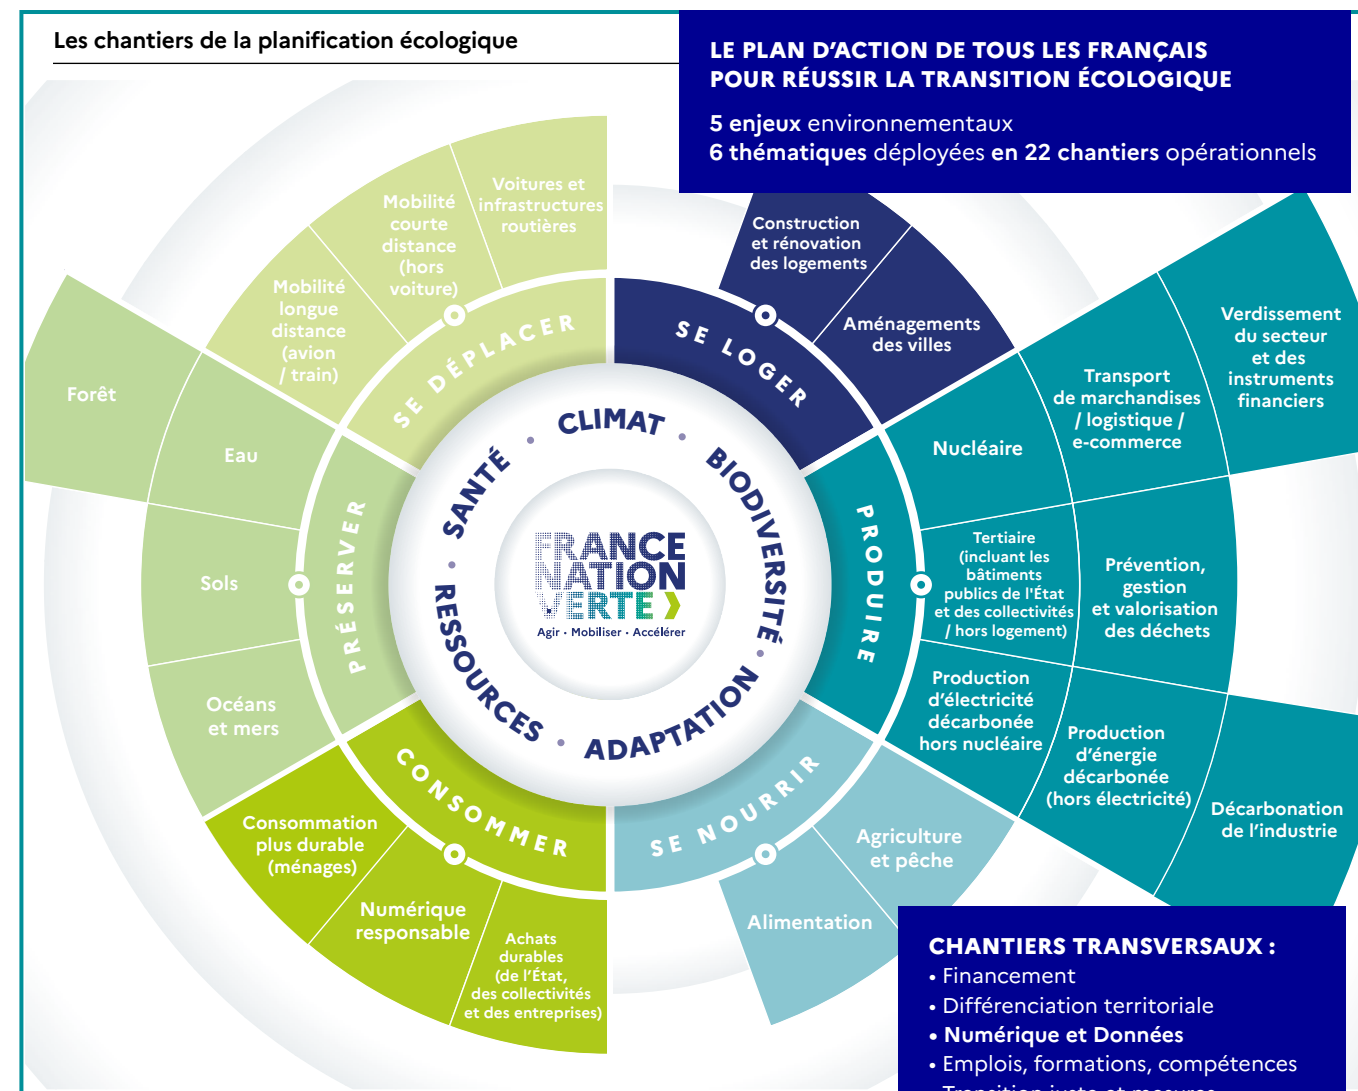 Les chantiers de la planification écologique
LE PLAN D'ACTION DE TOUS LES FRANÇAIS
POUR RÉUSSIR LA TRANSITION ÉCOLOGIQUE
5 enjeux environnementaux
6 thématiques déployées en 22 chantiers opérationnels
SE DÉPLACER
Mobilité
longue
distance
(avion
/ train)
Mobilité
courte
distance
(hors
voiture)
Voitures et
infrastructures
routières
SE LOGER
Construction
et rénovation
des logements
Aménagements
des villes
PRODUIRE
Nucléaire
Transport
de marchandises
/ logistique /
e-commerce
Verdissement
du secteur
et des
instruments
financiers
Tertiaire
(incluant les
bâtiments
publics de l'État
et des collectivités
/ hors logement)
Prévention,
gestion
et valorisation
des déchets
Production
d'électricité
décarbonée
hors nucléaire
Production
d'énergie
décarbonée
(hors électricité)
Décarbonation
de l'industrie
SE NOURRIR
Agriculture
et pêche
Alimentation
CONSOMMER
Consommation
plus durable
(ménages)
Numérique
responsable
Achats
durables
(de l'État,
des collectivités
et des entreprises)
PRÉSERVER
Forêt
Eau
Sols
Océans
et mers
SANTÉ • CLIMAT • BIODIVERSITÉ • ADAPTATION • RESSOURCES •
FRANCE
NATION
VERTE
Agir • Mobiliser • Accélérer
CHANTIERS TRANSVERSAUX :
• Financement
• Différenciation territoriale
• Numérique et Données
• Emplois, formations, compétences
• Transition juste et mesures